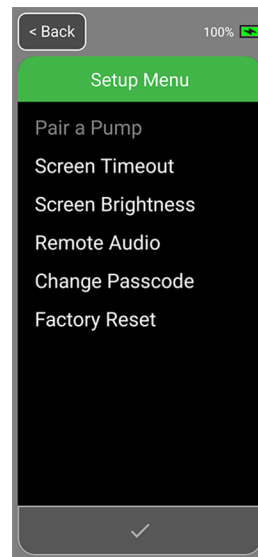 < Back
100%
Setup Menu
Pair a Pump
Screen Timeout
Screen Brightness
Remote Audio
Change Passcode
Factory Reset